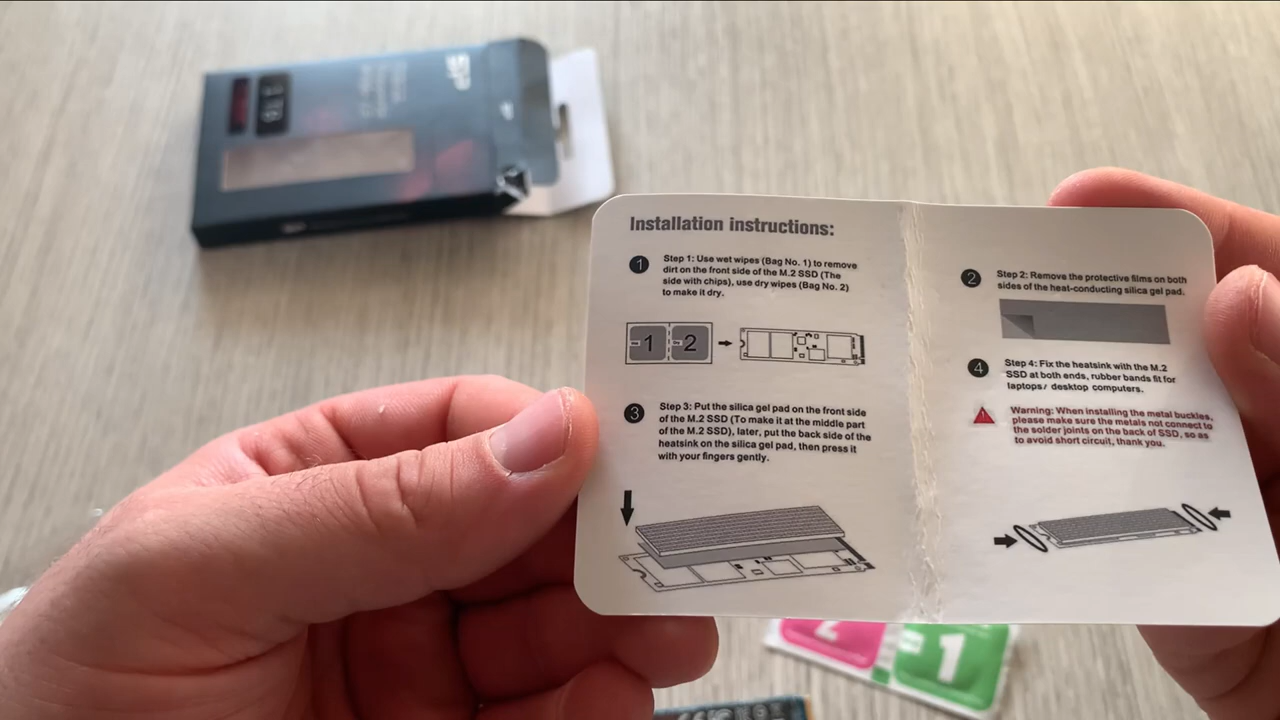 SP
Installation instructions:
1
Step 1: Use wet wipes (Bag No. 1) to remove
dirt on the front side of the M.2 SSD (The
side with chips), use dry wipes (Bag No. 2)
to make it dry.
1 2
3
Step 3: Put the silica gel pad on the front side
of the M.2 SSD (To make it at the middle part
of the M.2 SSD), later, put the back side of the
heatsink on the silica gel pad, then press it
with your fingers gently.
2
Step 2: Remove the protective films on both
sides of the heat-conducting silica gel pad.
4
Step 4: Fix the heatsink with the M.2
SSD at both ends, rubber bands fit for
laptops/ desktop computers.
Warning: When installing the metal buckles,
please make sure the metals not connect to
the solder joints on the back of SSD, so as
to avoid short circuit, thank you.
2
1